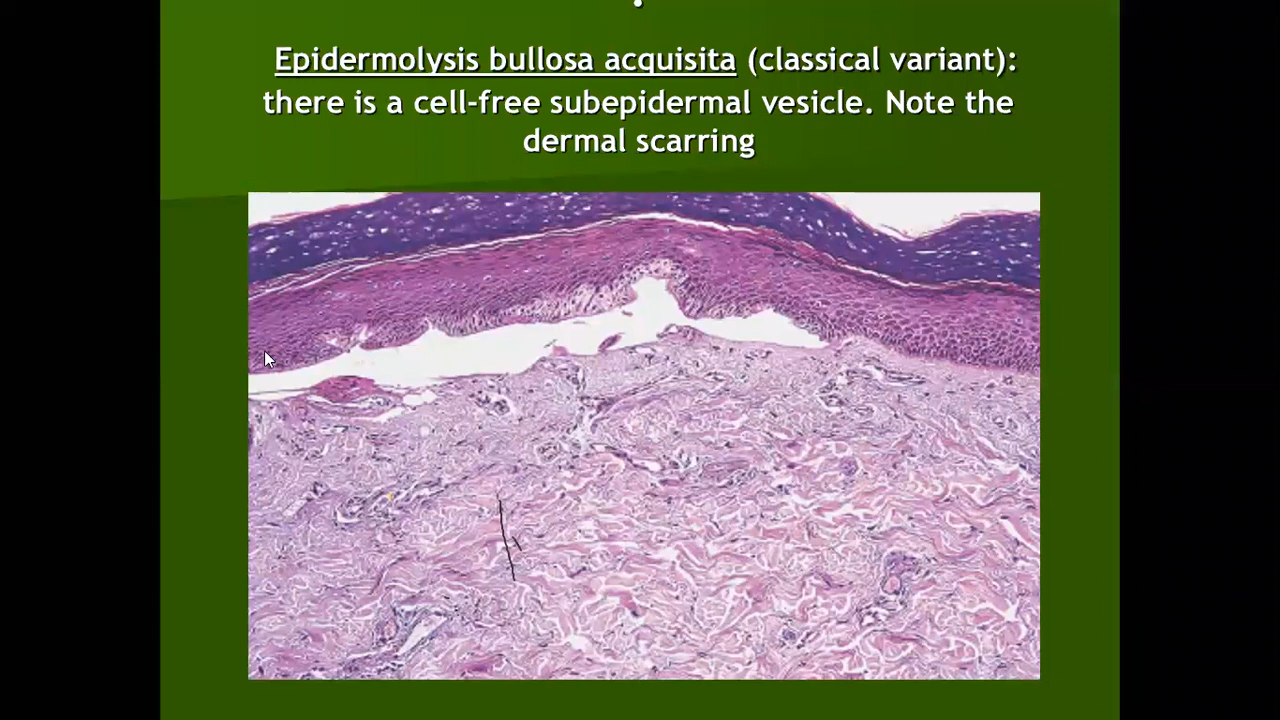 Epidermolysis bullosa acquisita (classical variant):
there is a cell-free subepidermal vesicle. Note the
dermal scarring